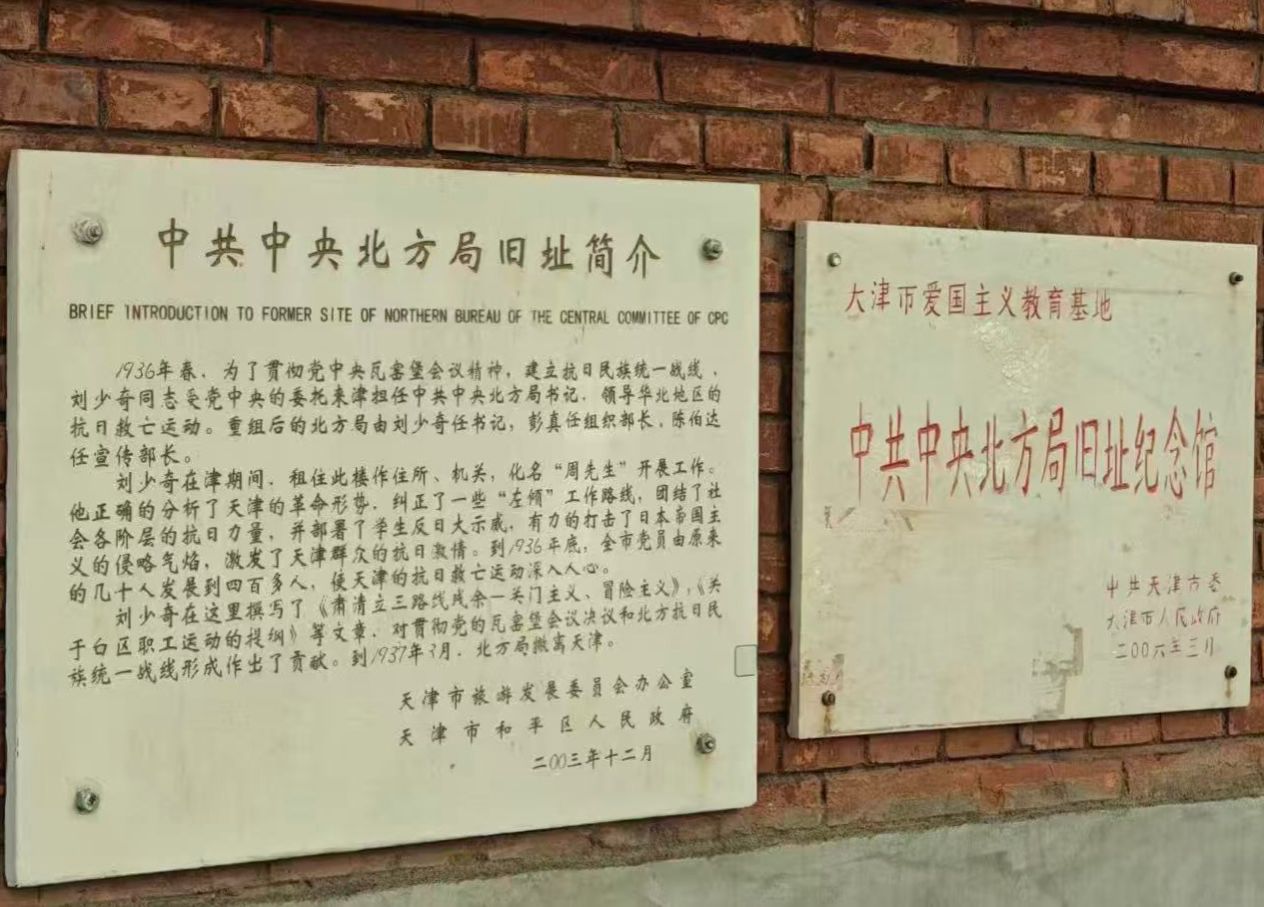 中共中央北方局旧址简介
BRIEF INTRODUCTION TO FORMER SITE OF NORTHERN BUREAU OF THE CENTRAL COMMITTEE OF CPC
1936年春，为了贯彻党中央瓦窑堡会议精神，建立抗日民族统一战线，
刘少奇同志受党中央的委托来津担任中共中央北方局书记，领导华北地区的
抗日救亡运动。重组后的北方局由刘少奇任书记，彭真任组织部长，陈伯达
任宣传部长。
刘少奇在津期间，租住此楼作住所、机关，化名“周先生”开展工作。
他正确的分析了天津的革命形势，纠正了一些“左倾”工作路线，团结了社
会各阶层的抗日力量，并部署了学生反日大示威，有力的打击了日本帝国主
义的侵略气焰，激发了天津群众的抗日激情。到1936年底，全市党员由原来
的几十人发展到四百多人，使天津的抗日救亡运动深入人心。
刘少奇在这里撰写了《肃清立三路线残余—关门主义、冒险主义》，《关
于白区职工运动的提纲》等文章，对贯彻党的瓦窑堡会议决议和北方抗日民
族统一战线形成作出了贡献。到1937年3月，北方局撤离天津。
天津市旅游发展委员会办公室
天津市和平区人民政府
二00三年十二月
天津市爱国主义教育基地
中共中央北方局旧址纪念馆
中共天津市委
天津市人民政府
二00六年三月